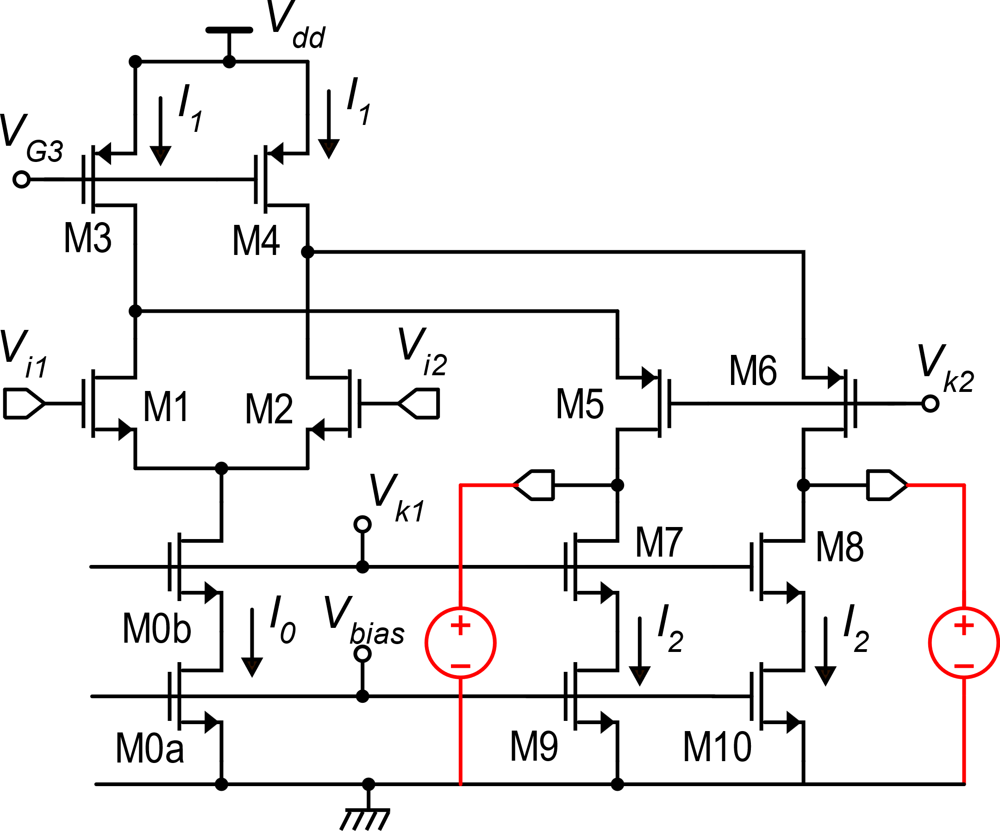 Vdd
I1
I1
VG3
M3
M4
Vi1
Vi2
Vk2
M6
M1
M2
M5
Vk1
M7
M8
M0b
I0
Vbias
+
+
I2
I2
−
−
M0a
M9
M10